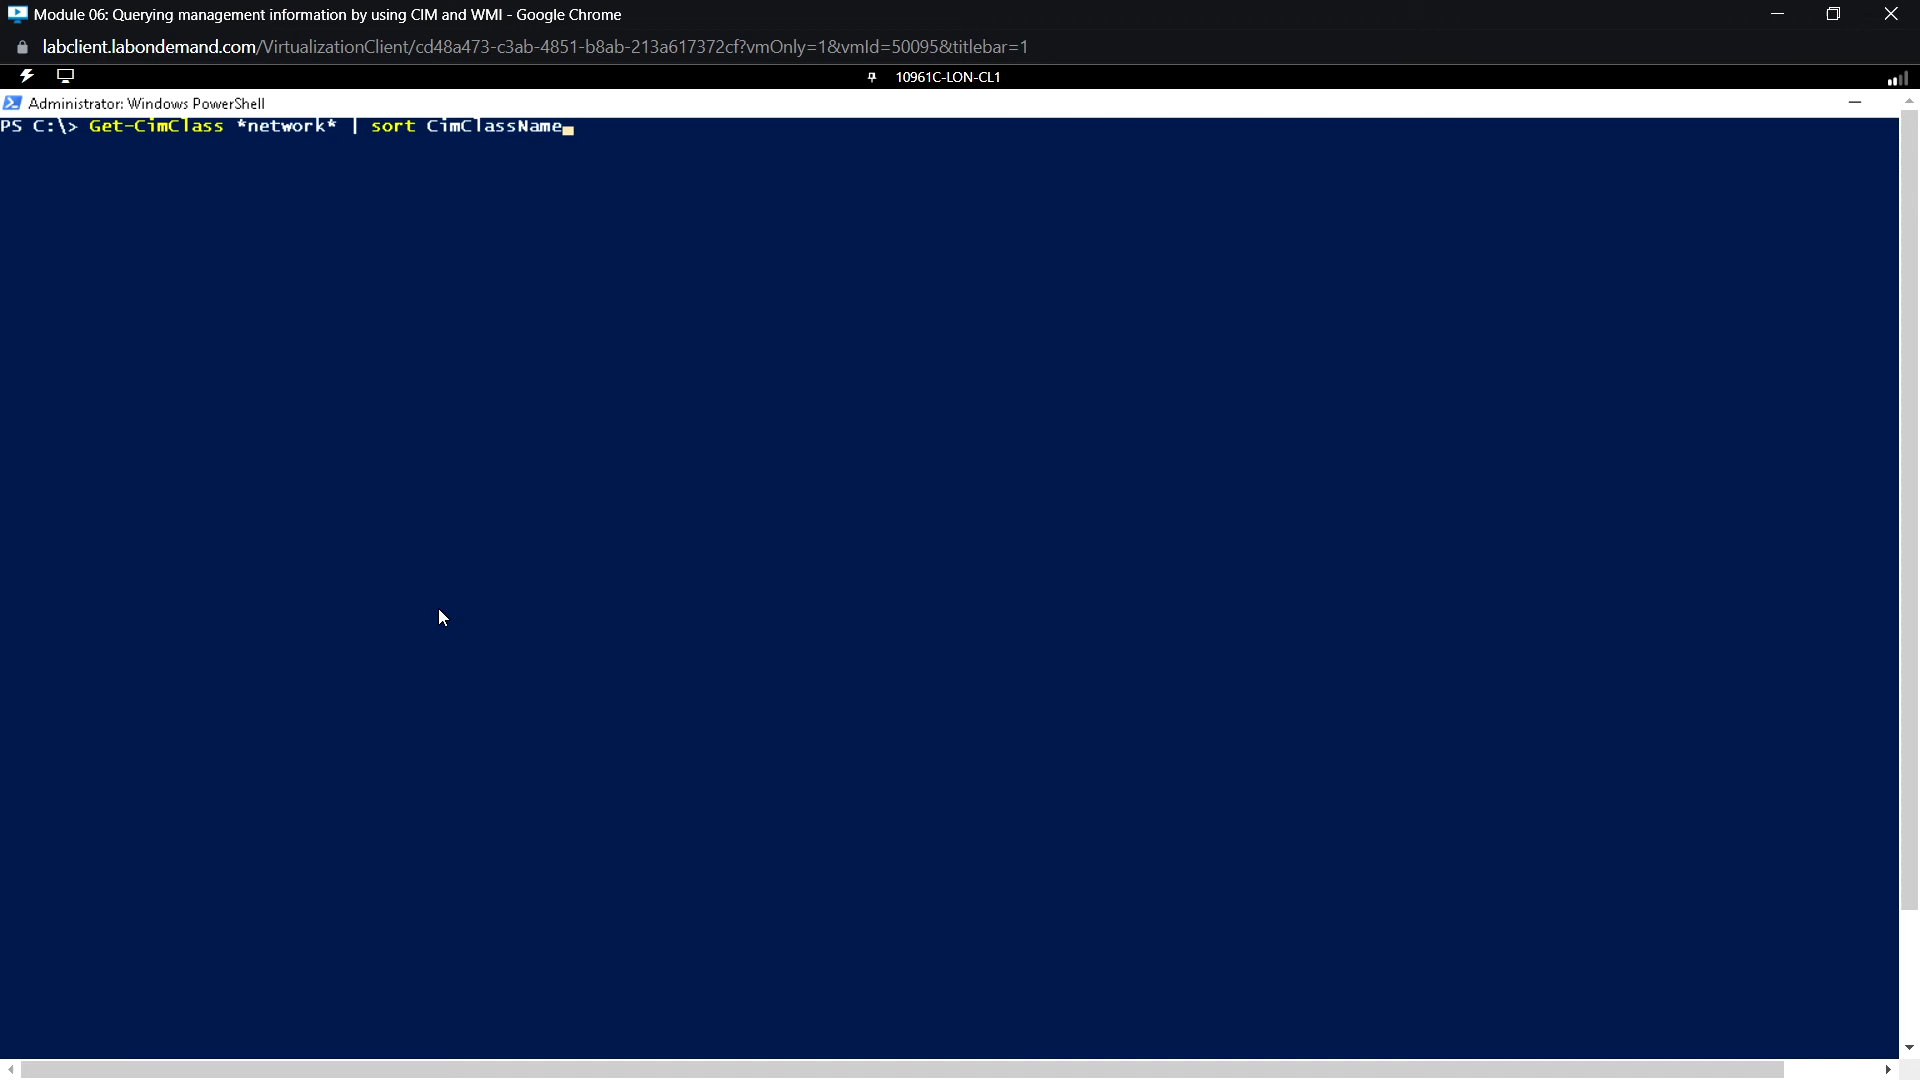 Module 06: Querying management information by using CIM and WMI - Google Chrome
labclient.labondemand.com/VirtualizationClient/cd48a473-c3ab-4851-b8ab-213a617372cf?vmOnly=1&vmId=50095&titlebar=1
10961C-LON-CL1
Administrator: Windows PowerShell
PS C:\> Get-CimClass *network* | sort CimClassName